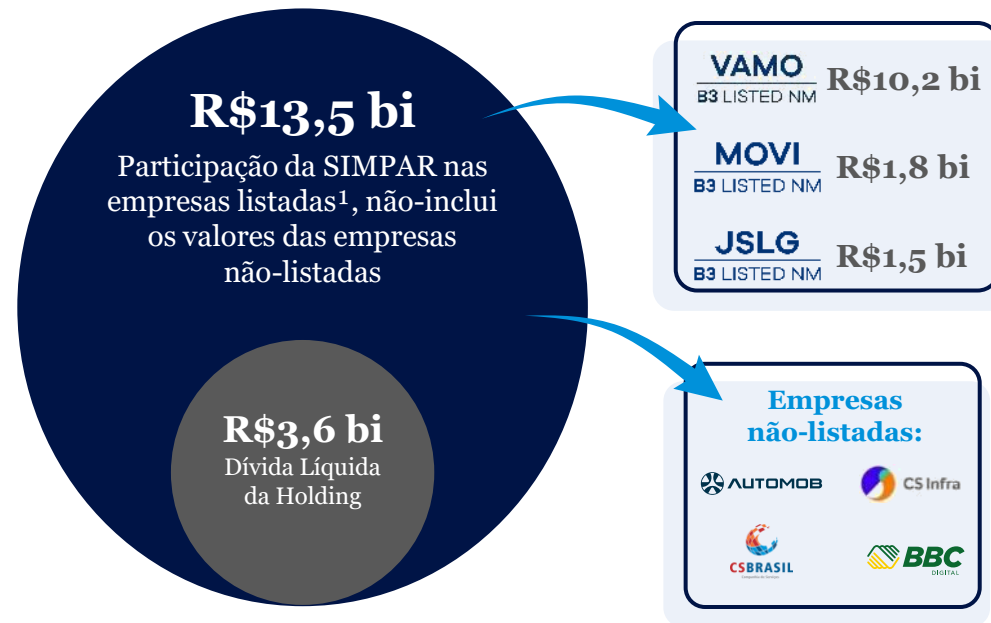 R$13,5 bi
Participação da SIMPAR nas
empresas listadas¹, não-inclui
os valores das empresas
não-listadas
R$3,6 bi
Dívida Líquida
da Holding
VAMO
B3 LISTED NM
R$10,2 bi
MOVI
B3 LISTED NM
R$1,8 bi
JSLG
B3 LISTED NM
R$1,5 bi
Empresas
não-listadas:
AUTOMOB
CS Infra
CSBRASIL
BBC
DIGITAL